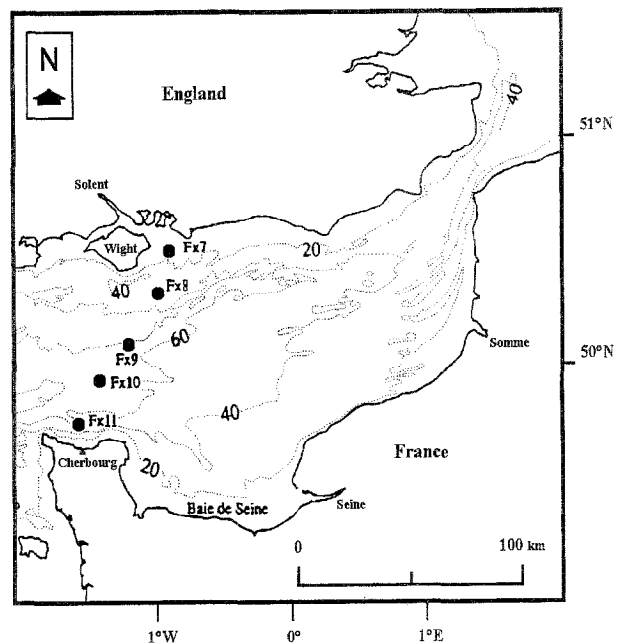 N
England
40
51°N
Solent
Wight
Fx7
20
40
Fx8
60
Fx9
Somme
50°N
Fx10
Fx11
40
France
Cherbourg
20
Baie de Seine
Seine
0
100 km
1°W
0°
1°E